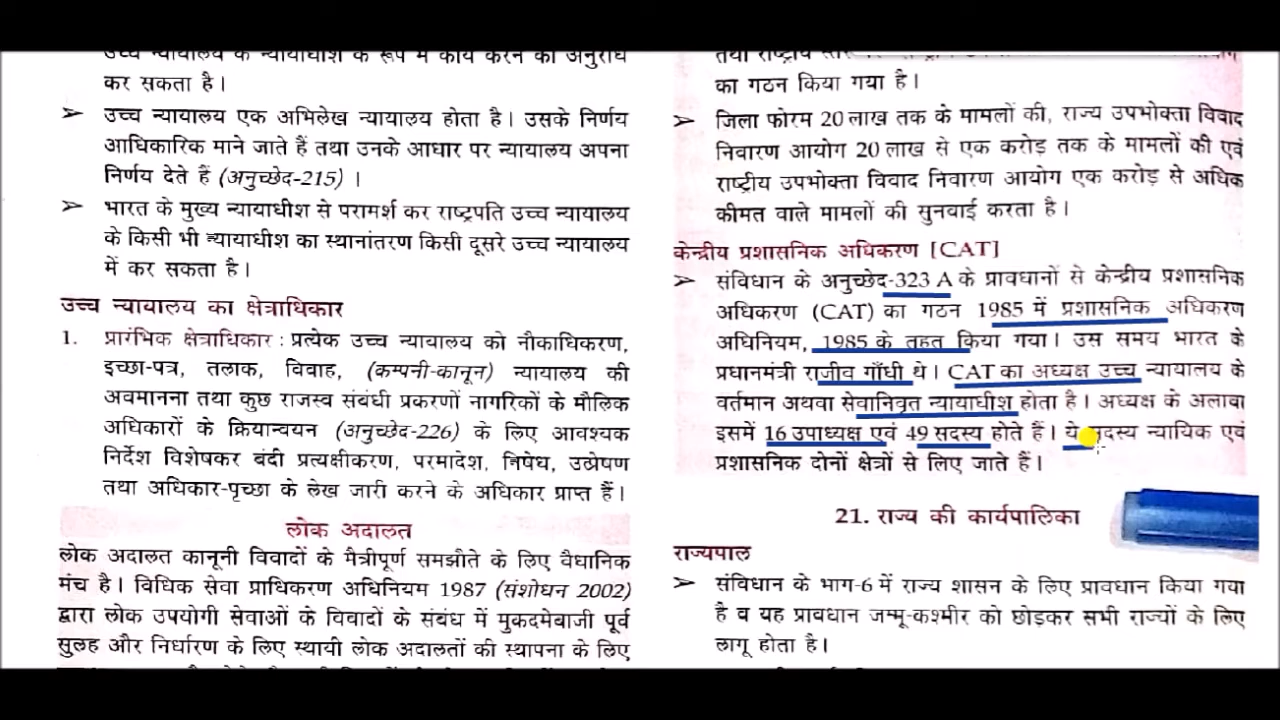 उच्च न्यायालय के न्यायाधीश के रूप में कार्य करने का अनुरोध
कर सकता है।
➢ उच्च न्यायालय एक अभिलेख न्यायालय होता है। उसके निर्णय
आधिकारिक माने जाते हैं तथा उनके आधार पर न्यायालय अपना
निर्णय देते हैं (अनुच्छेद-215) ।
➢ भारत के मुख्य न्यायाधीश से परामर्श कर राष्ट्रपति उच्च न्यायालय
के किसी भी न्यायाधीश का स्थानांतरण किसी दूसरे उच्च न्यायालय
में कर सकता है।
उच्च न्यायालय का क्षेत्राधिकार
1. प्रारंभिक क्षेत्राधिकार : प्रत्येक उच्च न्यायालय को नौकाधिकरण,
इच्छा-पत्र, तलाक, विवाह, (कम्पनी-कानून) न्यायालय की
अवमानना तथा कुछ राजस्व संबंधी प्रकरणों नागरिकों के मौलिक
अधिकारों के क्रियान्वयन (अनुच्छेद-226) के लिए आवश्यक
निर्देश विशेषकर बंदी प्रत्यक्षीकरण, परमादेश, निषेध, उत्प्रेषण
तथा अधिकार-पृच्छा के लेख जारी करने के अधिकार प्राप्त हैं।
लोक अदालत
लोक अदालत कानूनी विवादों के मैत्रीपूर्ण समझौते के लिए वैधानिक
मंच है। विधिक सेवा प्राधिकरण अधिनियम 1987 (संशोधन 2002)
द्वारा लोक उपयोगी सेवाओं के विवादों के संबंध में मुकदमेबाजी पूर्व
सुलह और निर्धारण के लिए स्थायी लोक अदालतों की स्थापना के लिए
तथा राष्ट्रीय
का गठन किया गया है।
➢ जिला फोरम 20 लाख तक के मामलों की, राज्य उपभोक्ता विवाद
निवारण आयोग 20 लाख से एक करोड़ तक के मामलों की एवं
राष्ट्रीय उपभोक्ता विवाद निवारण आयोग एक करोड़ से अधिक
कीमत वाले मामलों की सुनवाई करता है।
केन्द्रीय प्रशासनिक अधिकरण [CAT]
➢ संविधान के अनुच्छेद-323 A के प्रावधानों से केन्द्रीय प्रशासनिक
अधिकरण (CAT) का गठन 1985 में प्रशासनिक अधिकरण
अधिनियम, 1985 के तहत किया गया। उस समय भारत के
प्रधानमंत्री राजीव गाँधी थे। CAT का अध्यक्ष उच्च न्यायालय के
वर्तमान अथवा सेवानिवृत न्यायाधीश होता है। अध्यक्ष के अलावा
इसमें 16 उपाध्यक्ष एवं 49 सदस्य होते हैं। ये सदस्य न्यायिक एवं
प्रशासनिक दोनों क्षेत्रों से लिए जाते हैं।
21. राज्य की कार्यपालिका
राज्यपाल
➢ संविधान के भाग-6 में राज्य शासन के लिए प्रावधान किया गया
है व यह प्रावधान जम्मू-कश्मीर को छोड़कर सभी राज्यों के लिए
लागू होता है।